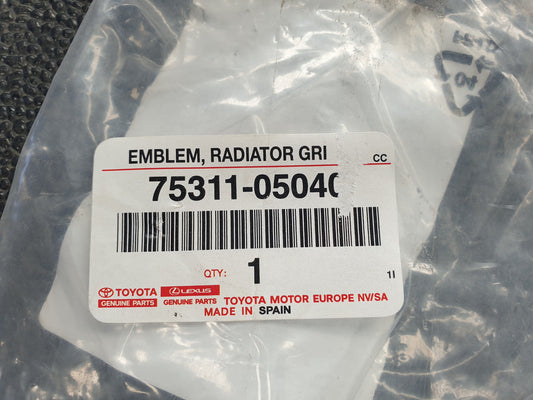 EMBLEM, RADIATOR GRI
CC
75311-05040
QTY: 1
1I
TOYOTA LEXUS
GENUINE PARTS GENUINE PARTS TOYOTA MOTOR EUROPE NV/SA
MADE IN SPAIN